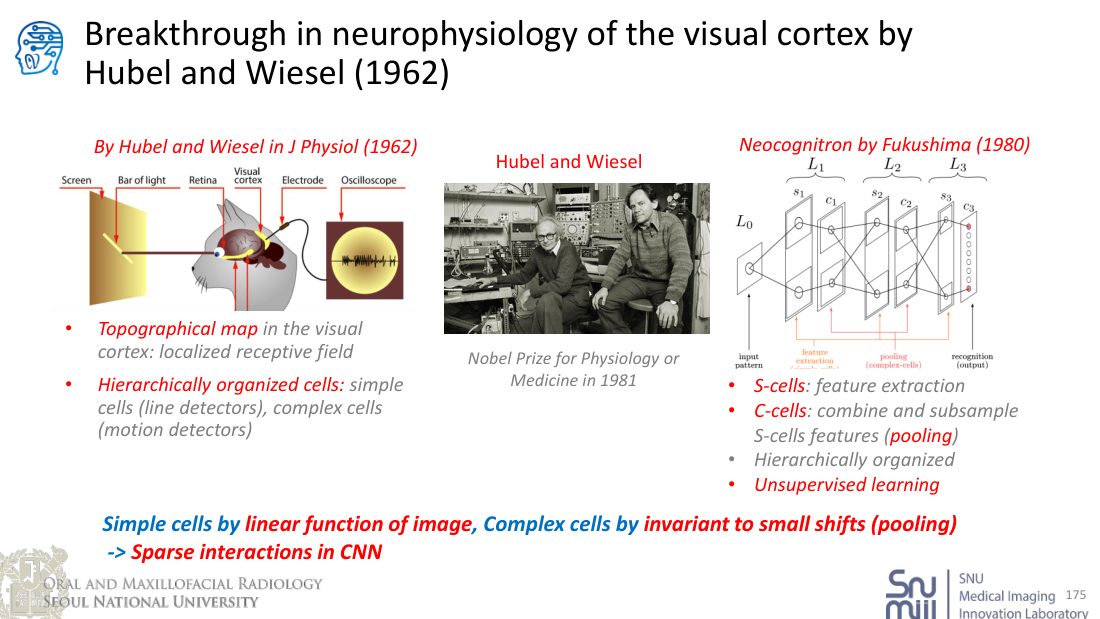 Breakthrough in neurophysiology of the visual cortex by
Hubel and Wiesel (1962)
By Hubel and Wiesel in J Physiol (1962)
Screen
Bar of light
Retina
Visual
cortex
Electrode
Oscilloscope
• Topographical map in the visual
cortex: localized receptive field
• Hierarchically organized cells: simple
cells (line detectors), complex cells
(motion detectors)
Hubel and Wiesel
Nobel Prize for Physiology or
Medicine in 1981
Neocognitron by Fukushima (1980)
L1
L2
L3
L0
s1
c1
s2
c2
s3
c3
input
pattern
feature
extraction
pooling
(complex-cells)
recognition
(output)
• S-cells: feature extraction
• C-cells: combine and subsample
S-cells features (pooling)
• Hierarchically organized
• Unsupervised learning
Simple cells by linear function of image, Complex cells by invariant to small shifts (pooling)
-> Sparse interactions in CNN
ORAL AND MAXILLOFACIAL RADIOLOGY
SEOUL NATIONAL UNIVERSITY
SNU
Medical Imaging
Innovation Laboratory
175